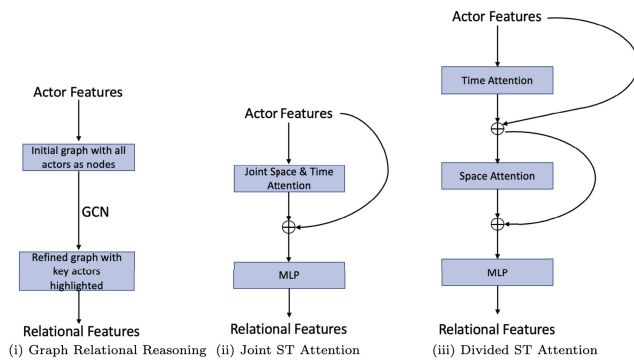 Actor Features
Initial graph with all
actors as nodes
GCN
Refined graph with
key actors
highlighted
Relational Features
(i) Graph Relational Reasoning
Actor Features
Joint Space & Time
Attention
MLP
Relational Features
(ii) Joint ST Attention
Actor Features
Time Attention
Space Attention
MLP
Relational Features
(iii) Divided ST Attention